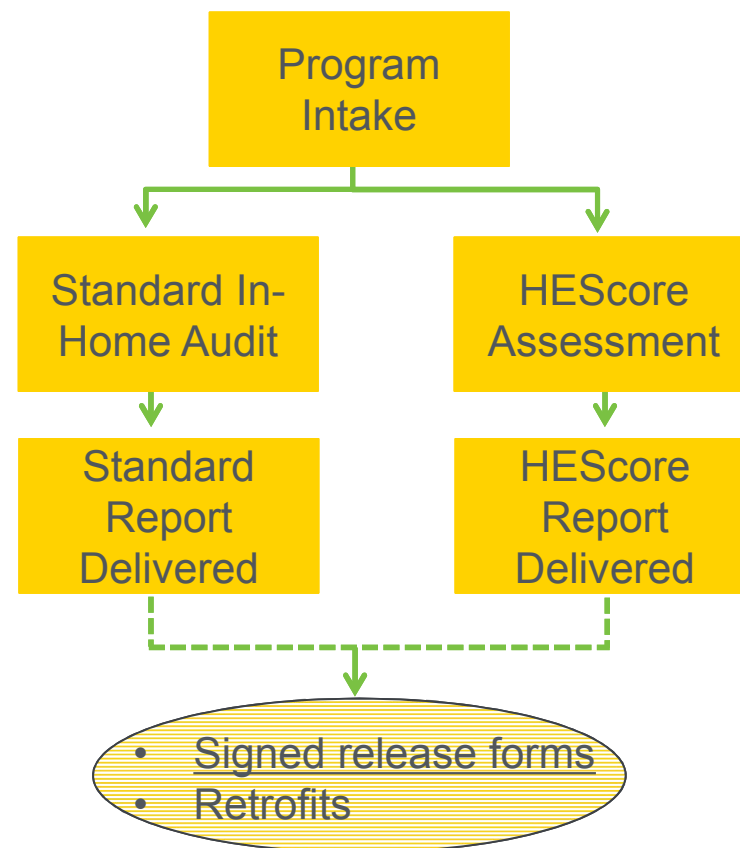 Program
Intake
Standard In-
Home Audit
HEScore
Assessment
Standard
Report
Delivered
HEScore
Report
Delivered
• Signed release forms
• Retrofits